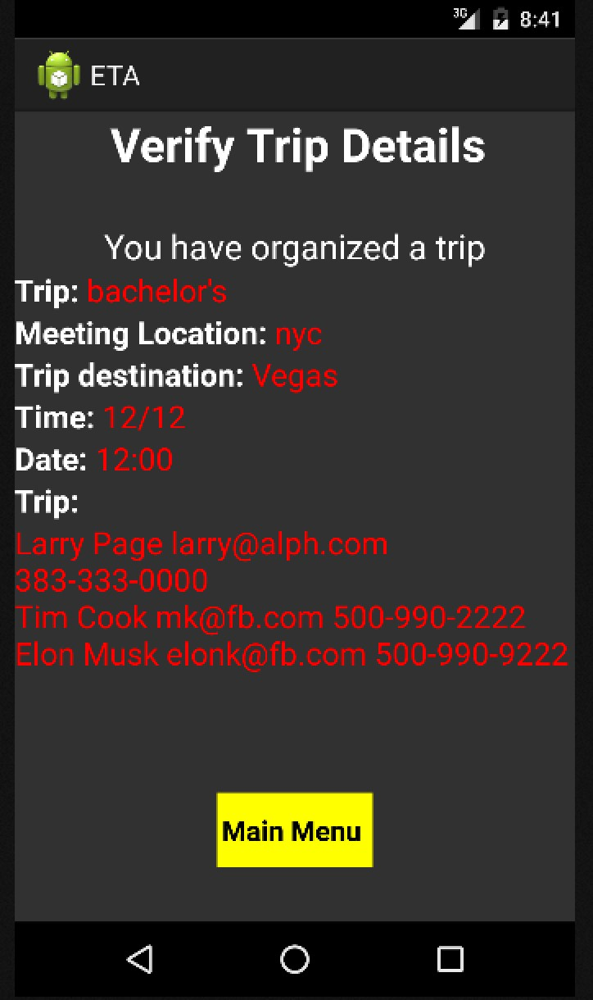 3G 8:41
ETA
Verify Trip Details
You have organized a trip
Trip: bachelor's
Meeting Location: nyc
Trip destination: Vegas
Time: 12/12
Date: 12:00
Trip:
Larry Page larry@alph.com
383-333-0000
Tim Cook mk@fb.com 500-990-2222
Elon Musk elonk@fb.com 500-990-9222
Main Menu